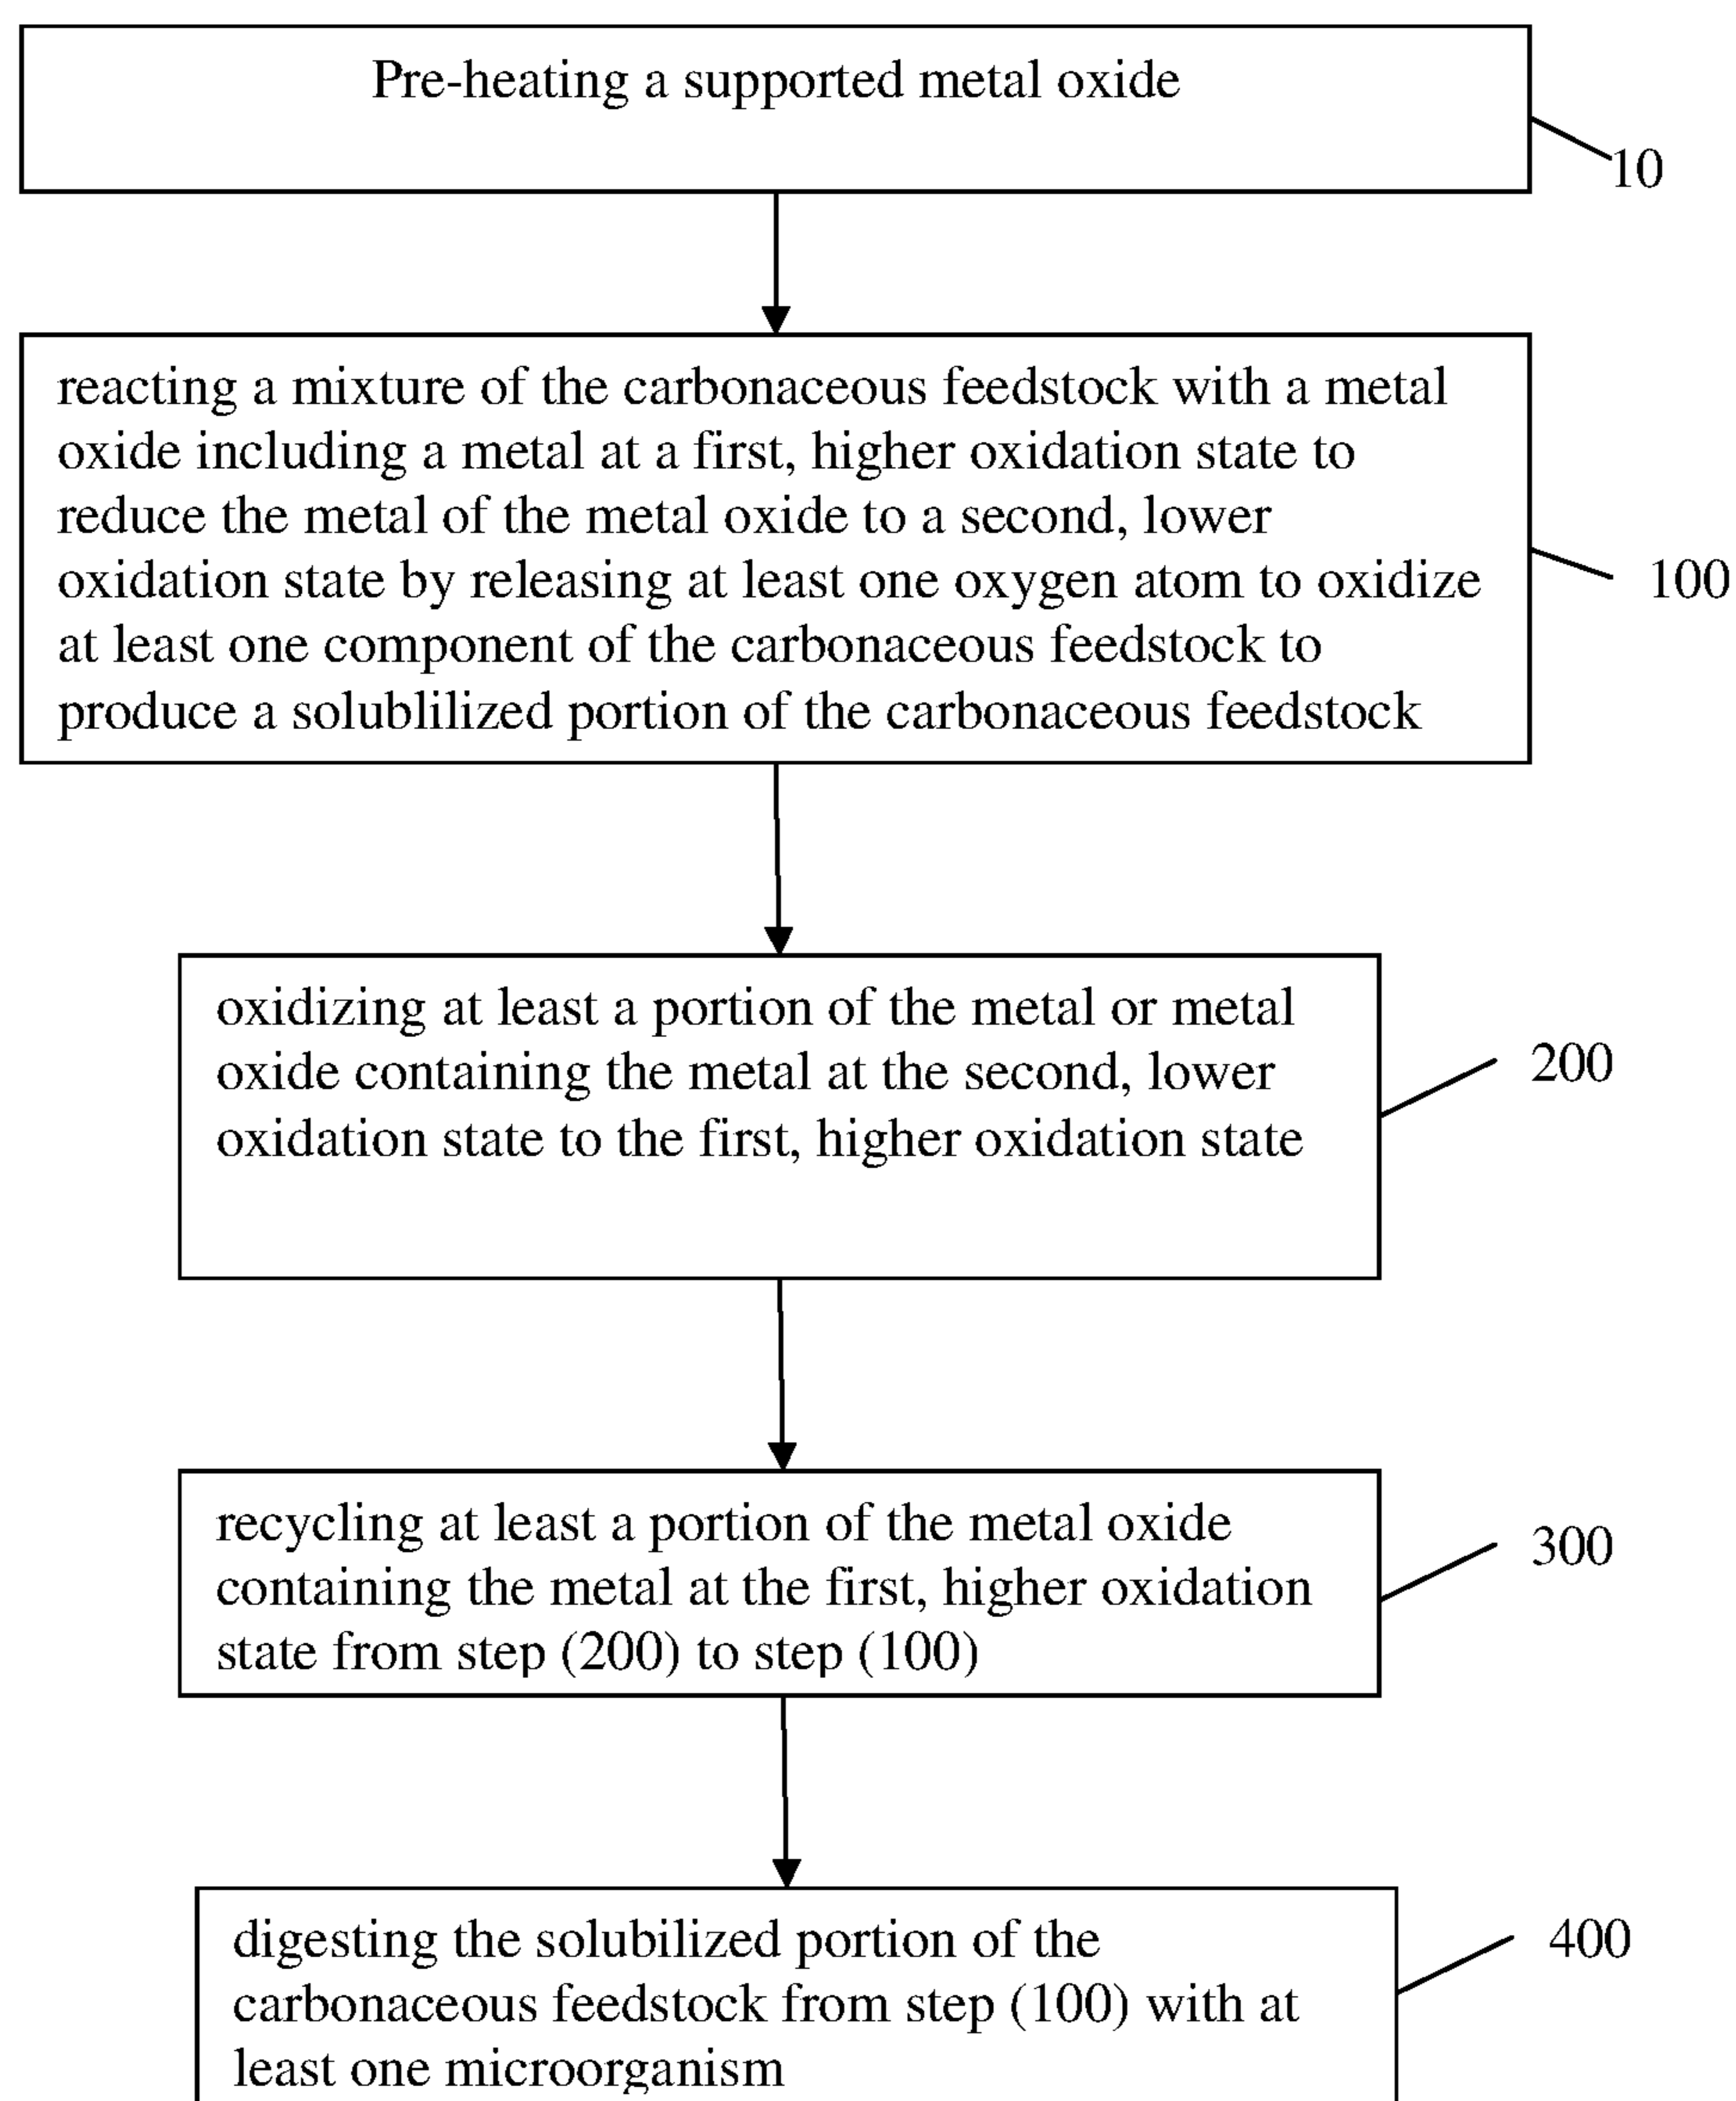 Pre-heating a supported metal oxide
10
reacting a mixture of the carbonaceous feedstock with a metal
oxide including a metal at a first, higher oxidation state to
reduce the metal of the metal oxide to a second, lower
oxidation state by releasing at least one oxygen atom to oxidize
at least one component of the carbonaceous feedstock to
produce a solublilized portion of the carbonaceous feedstock
100
oxidizing at least a portion of the metal or metal
oxide containing the metal at the second, lower
oxidation state to the first, higher oxidation state
200
recycling at least a portion of the metal oxide
containing the metal at the first, higher oxidation
state from step (200) to step (100)
300
digesting the solubilized portion of the
carbonaceous feedstock from step (100) with at
least one microorganism
400